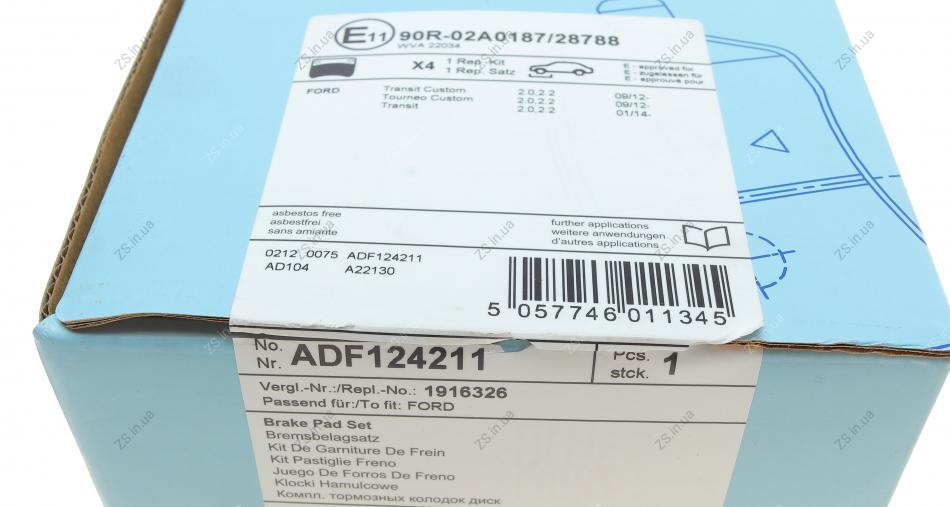 E11 90R-02A0187/28788
WVA 22034
X4 1 Rep. Kit
1 Rep. Satz
E - approved for
E - zugelassen für
E - approuvé pour
FORD Transit Custom 2.0,2.2 09/12-
Tourneo Custom 2.0,2.2 09/12-
Transit 2.0,2.2 01/14-
asbestos free
asbestfrei
sans amiante
further applications
weitere anwendungen
d'autres applications
0212 0075 ADF124211
AD104 A22130
5 057746 011345
No.
Nr. ADF124211
Pcs.
stck. 1
Vergl.-Nr.:/Repl.-No.: 1916326
Passend für:/To fit: FORD
Brake Pad Set
Bremsbelagsatz
Kit De Garniture De Frein
Kit Pastiglie Freno
Juego De Forros De Freno
Klocki Hamulcowe
Компл. тормозных колодок диск
ZS.in.ua